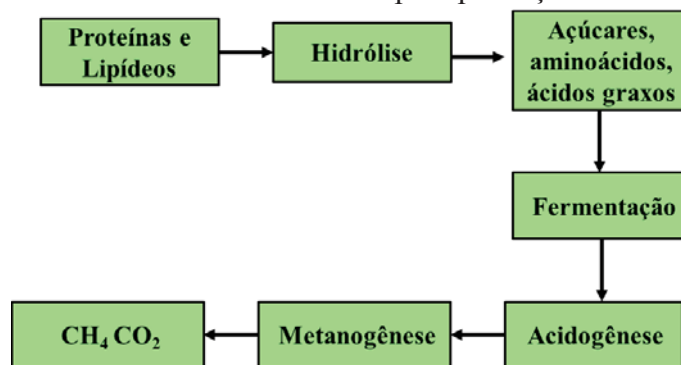 Proteínas e
Lipídeos
Hidrólise
Açúcares,
aminoácidos,
ácidos graxos
Fermentação
Acidogênese
Metanogênese
CH₄ CO₂